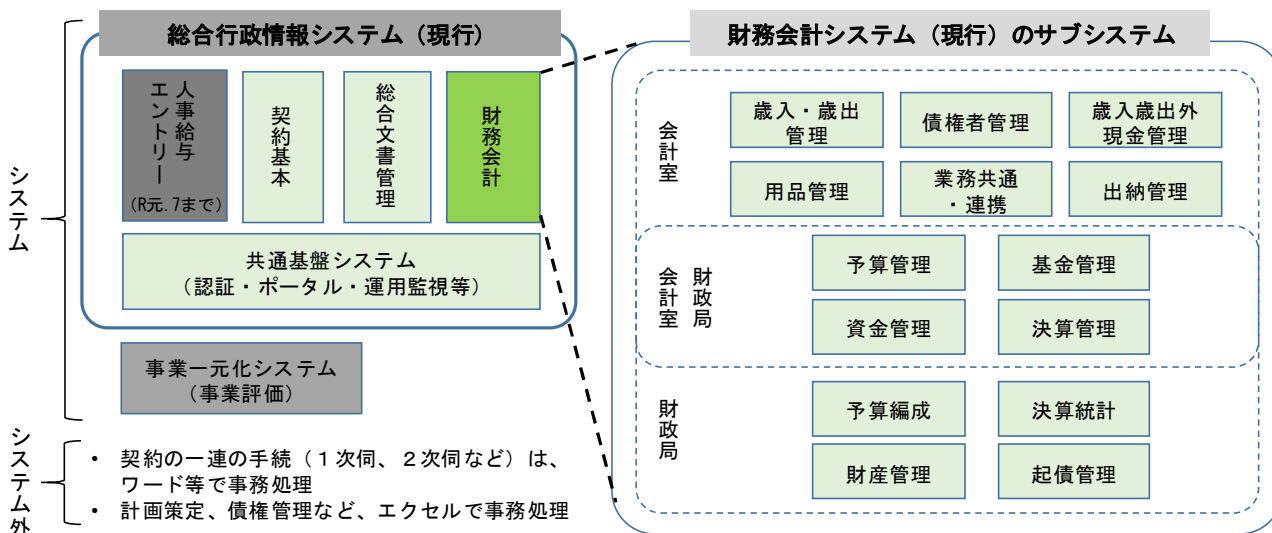 総合行政情報システム（現行）
人事給与
エントリー
(R元.7まで)
契約基本
総合文書管理
財務会計
共通基盤システム
（認証・ポータル・運用監視等）
事業一元化システム
（事業評価）
システム
システム外
• 契約の一連の手続（１次伺、２次伺など）は、
ワード等で事務処理
• 計画策定、債権管理など、エクセルで事務処理
財務会計システム（現行）のサブシステム
会計室
歳入・歳出
管理
債権者管理
歳入歳出外
現金管理
用品管理
業務共通
・連携
出納管理
財政局
会計室
予算管理
基金管理
資金管理
決算管理
財政局
予算編成
決算統計
財産管理
起債管理